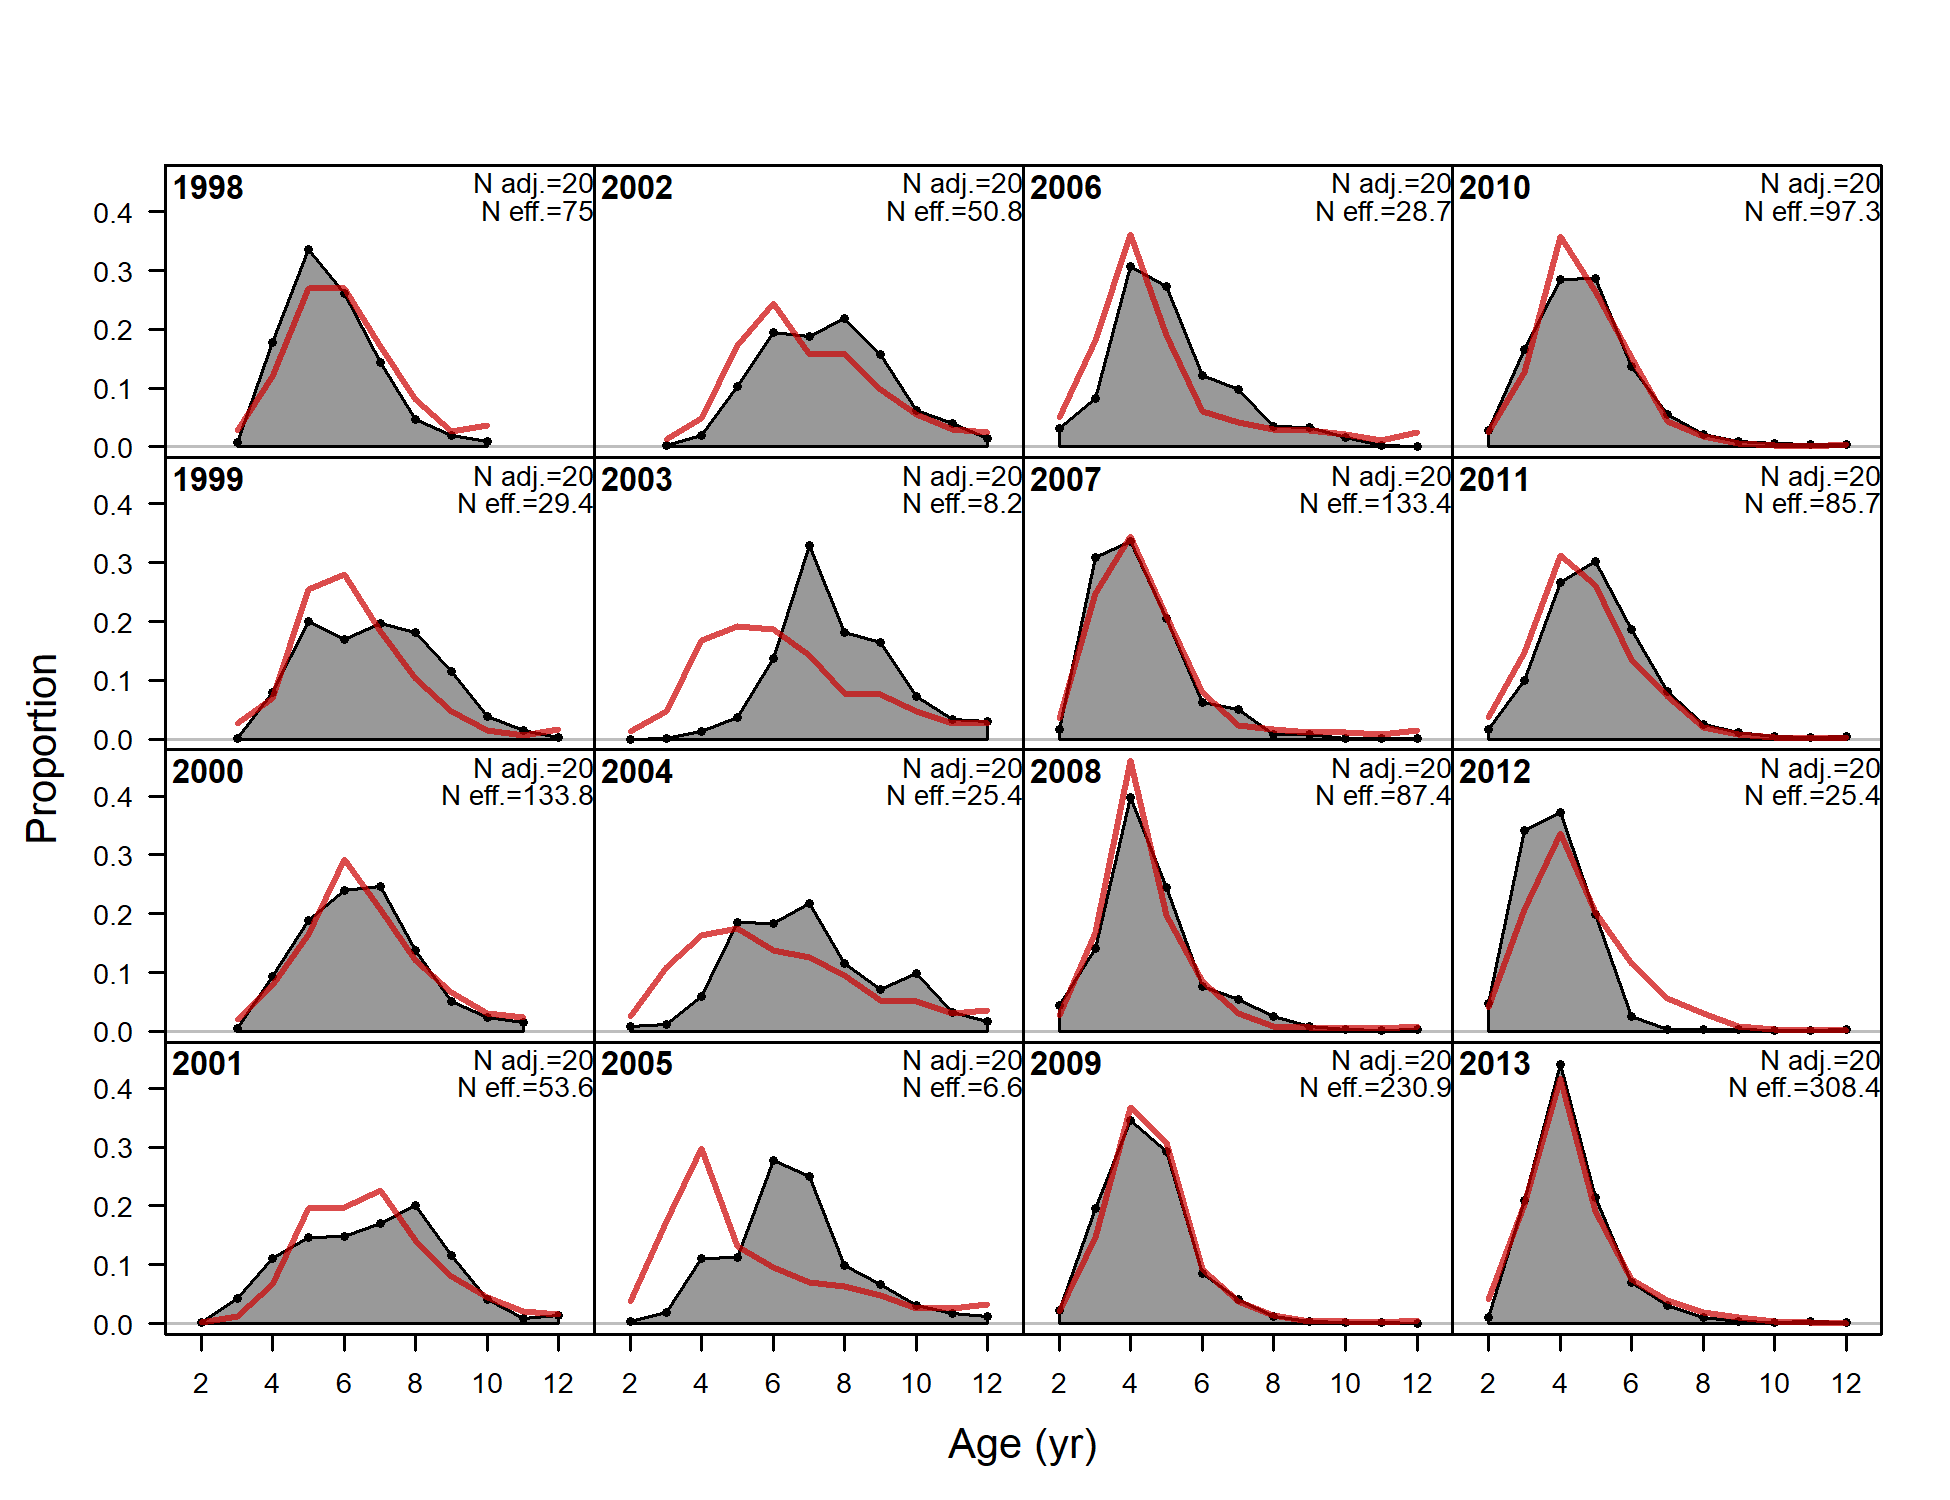 1998
N adj.=20
N eff.=75
2002
N adj.=20
N eff.=50.8
2006
N adj.=20
N eff.=28.7
2010
N adj.=20
N eff.=97.3
0.4
0.3
0.2
0.1
0.0
1999
N adj.=20
N eff.=29.4
2003
N adj.=20
N eff.=8.2
2007
N adj.=20
N eff.=133.4
2011
N adj.=20
N eff.=85.7
0.4
0.3
0.2
0.1
0.0
2000
N adj.=20
N eff.=133.8
2004
N adj.=20
N eff.=25.4
2008
N adj.=20
N eff.=87.4
2012
N adj.=20
N eff.=25.4
0.4
0.3
0.2
0.1
0.0
2001
N adj.=20
N eff.=53.6
2005
N adj.=20
N eff.=6.6
2009
N adj.=20
N eff.=230.9
2013
N adj.=20
N eff.=308.4
0.4
0.3
0.2
0.1
0.0
2 4 6 8 10 12
2 4 6 8 10 12
2 4 6 8 10 12
2 4 6 8 10 12
Proportion
Age (yr)